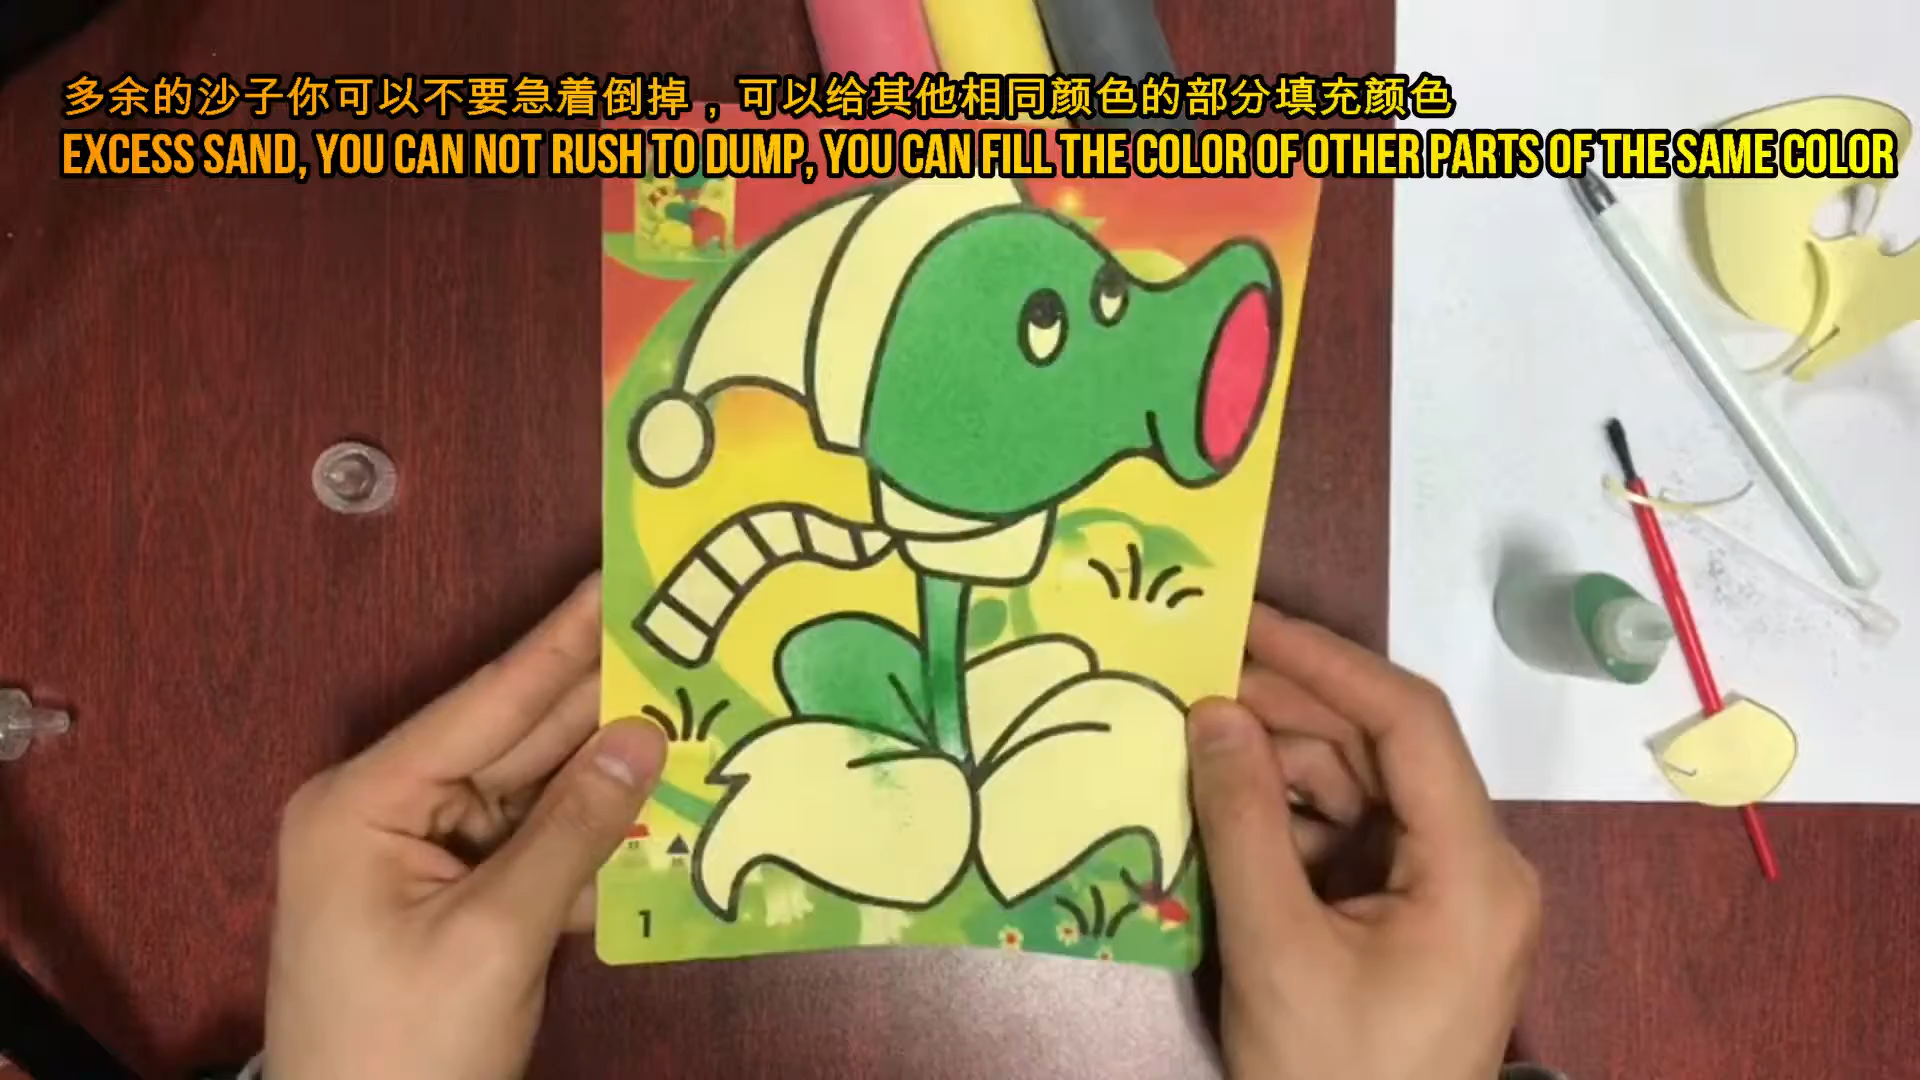 多余的沙子你可以不要急着倒掉，可以给其他相同颜色的部分填充颜色
EXCESS SAND, YOU CAN NOT RUSH TO DUMP, YOU CAN FILL THE COLOR OF OTHER PARTS OF THE SAME COLOR
1